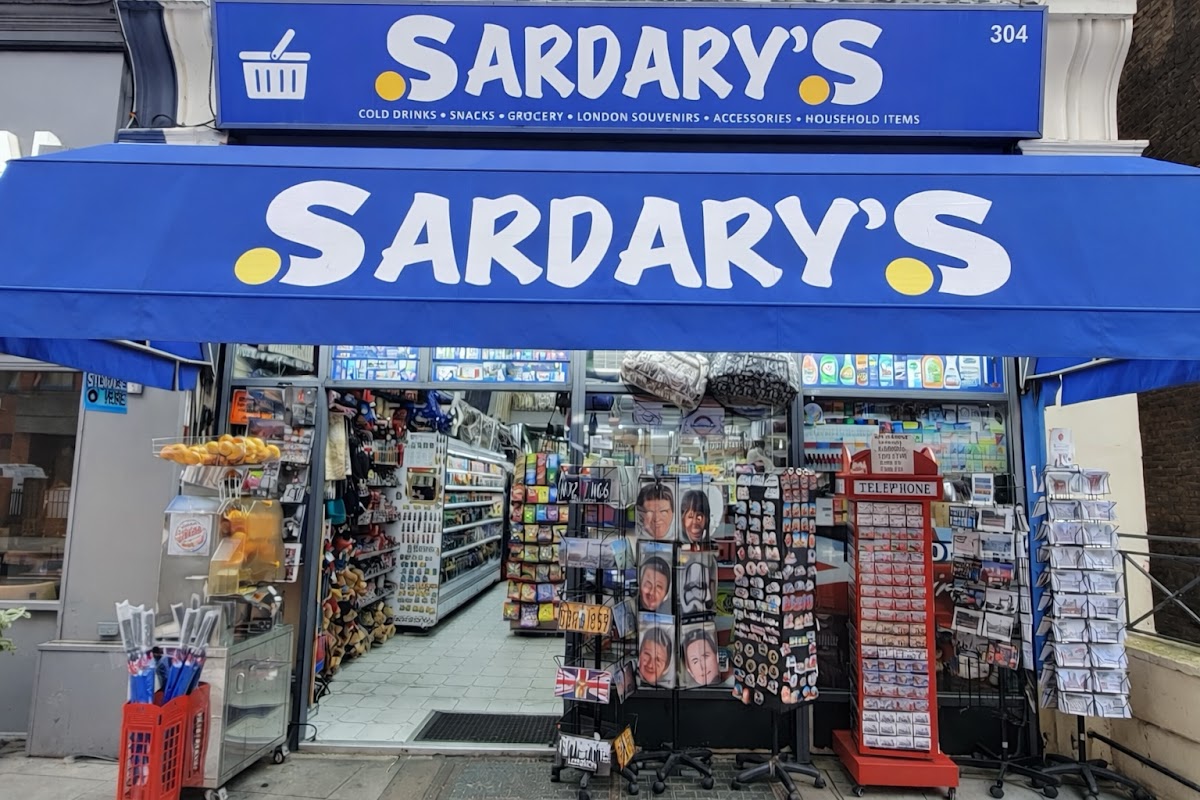 SARDARY'S
304
COLD DRINKS • SNACKS • GROCERY • LONDON SOUVENIRS • ACCESSORIES • HOUSEHOLD ITEMS
SARDARY'S
TELEPHONE